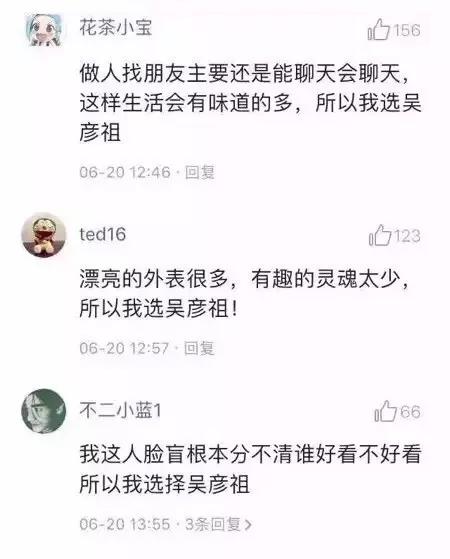 花茶小宝
156
做人找朋友主要还是能聊天会聊天，
这样生活会有味道的多，所以我选吴
彦祖
06-20 12:46 · 回复
ted16
123
漂亮的外表很多，有趣的灵魂太少，
所以我选吴彦祖！
06-20 12:57 · 回复
不二小蓝1
66
我这人脸盲根本分不清谁好看不好看
所以我选择吴彦祖
06-20 13:55 · 3条回复>